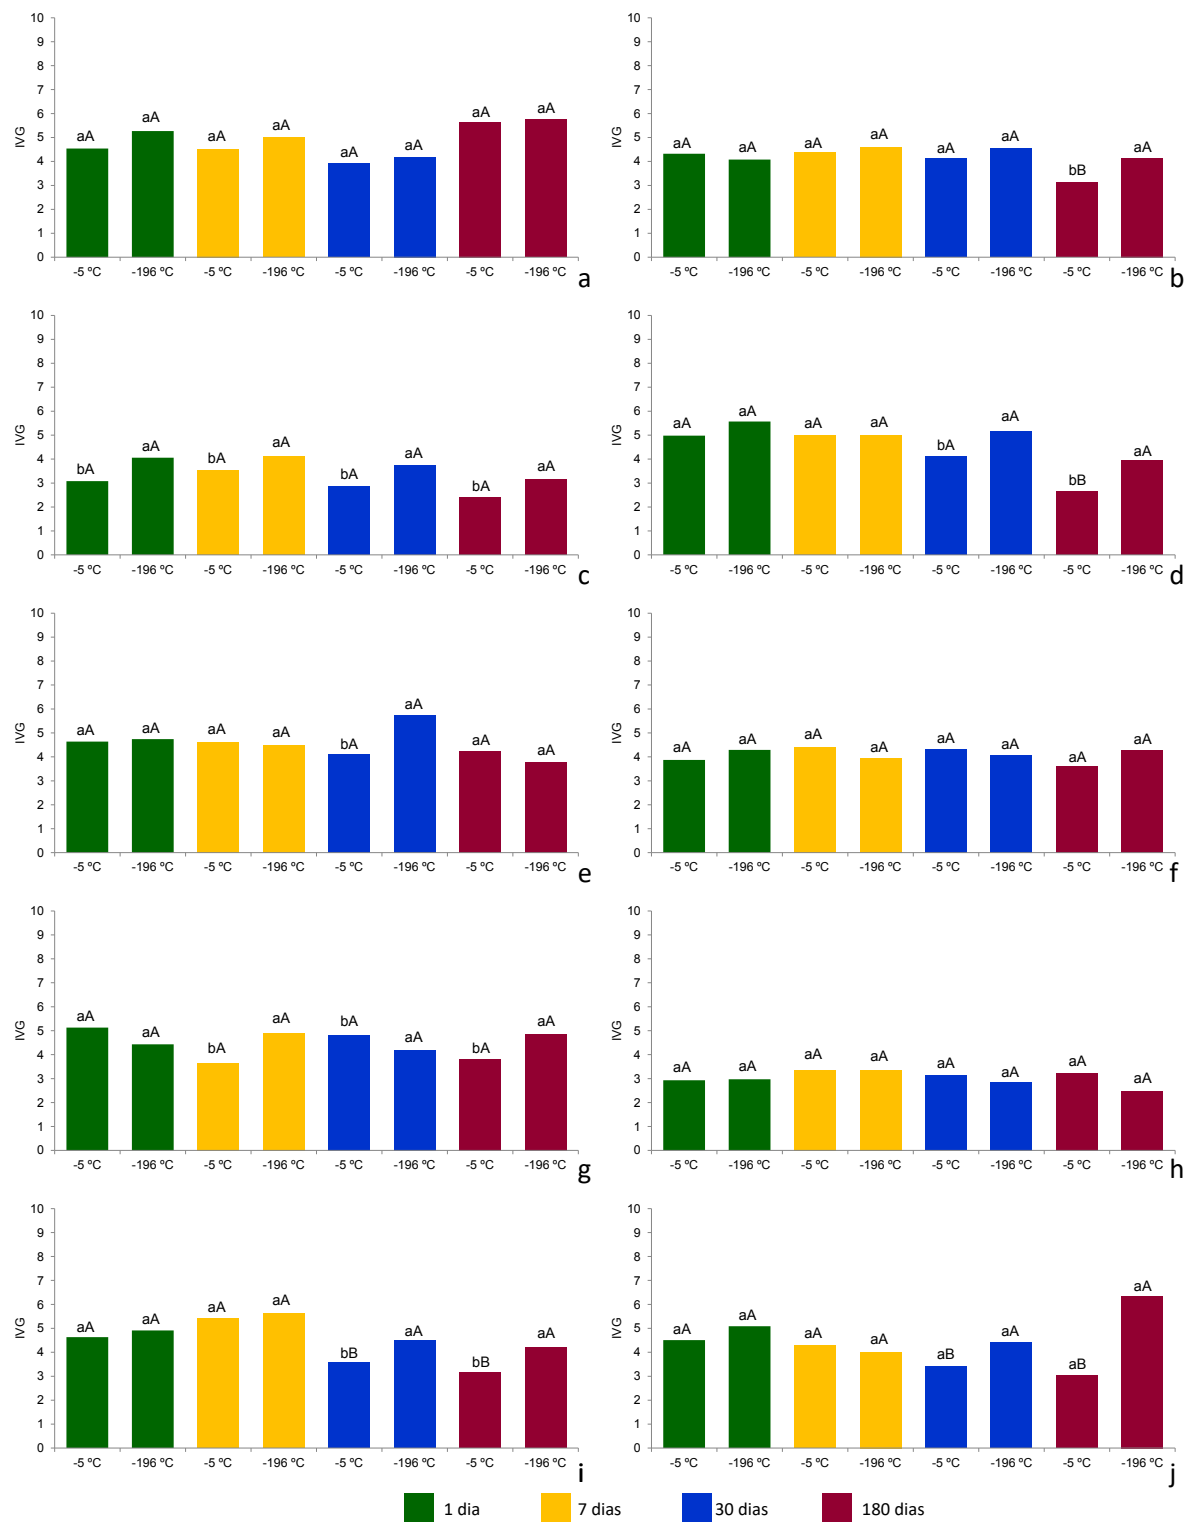 10 9 8 7 6 5 4 3 2 1 0
IVG
aA aA aA aA aA aA aA aA
-5 ºC -196 ºC -5 ºC -196 ºC -5 ºC -196 ºC -5 ºC -196 ºC
a
10 9 8 7 6 5 4 3 2 1 0
IVG
aA aA aA aA aA aA bB aA
-5 ºC -196 ºC -5 ºC -196 ºC -5 ºC -196 ºC -5 ºC -196 ºC
b
10 9 8 7 6 5 4 3 2 1 0
IVG
bA aA bA aA bA aA bA aA
-5 ºC -196 ºC -5 ºC -196 ºC -5 ºC -196 ºC -5 ºC -196 ºC
c
10 9 8 7 6 5 4 3 2 1 0
IVG
aA aA aA aA bA aA bB aA
-5 ºC -196 ºC -5 ºC -196 ºC -5 ºC -196 ºC -5 ºC -196 ºC
d
10 9 8 7 6 5 4 3 2 1 0
IVG
aA aA aA aA bA aA aA aA
-5 ºC -196 ºC -5 ºC -196 ºC -5 ºC -196 ºC -5 ºC -196 ºC
e
10 9 8 7 6 5 4 3 2 1 0
IVG
aA aA aA aA aA aA aA aA
-5 ºC -196 ºC -5 ºC -196 ºC -5 ºC -196 ºC -5 ºC -196 ºC
f
10 9 8 7 6 5 4 3 2 1 0
IVG
aA aA bA aA bA aA bA aA
-5 ºC -196 ºC -5 ºC -196 ºC -5 ºC -196 ºC -5 ºC -196 ºC
g
10 9 8 7 6 5 4 3 2 1 0
IVG
aA aA aA aA aA aA aA aA
-5 ºC -196 ºC -5 ºC -196 ºC -5 ºC -196 ºC -5 ºC -196 ºC
h
10 9 8 7 6 5 4 3 2 1 0
IVG
aA aA aA aA bB aA bB aA
-5 ºC -196 ºC -5 ºC -196 ºC -5 ºC -196 ºC -5 ºC -196 ºC
i
10 9 8 7 6 5 4 3 2 1 0
IVG
aA aA aA aA aB aA aB aA
-5 ºC -196 ºC -5 ºC -196 ºC -5 ºC -196 ºC -5 ºC -196 ºC
j
1 dia 7 dias 30 dias 180 dias